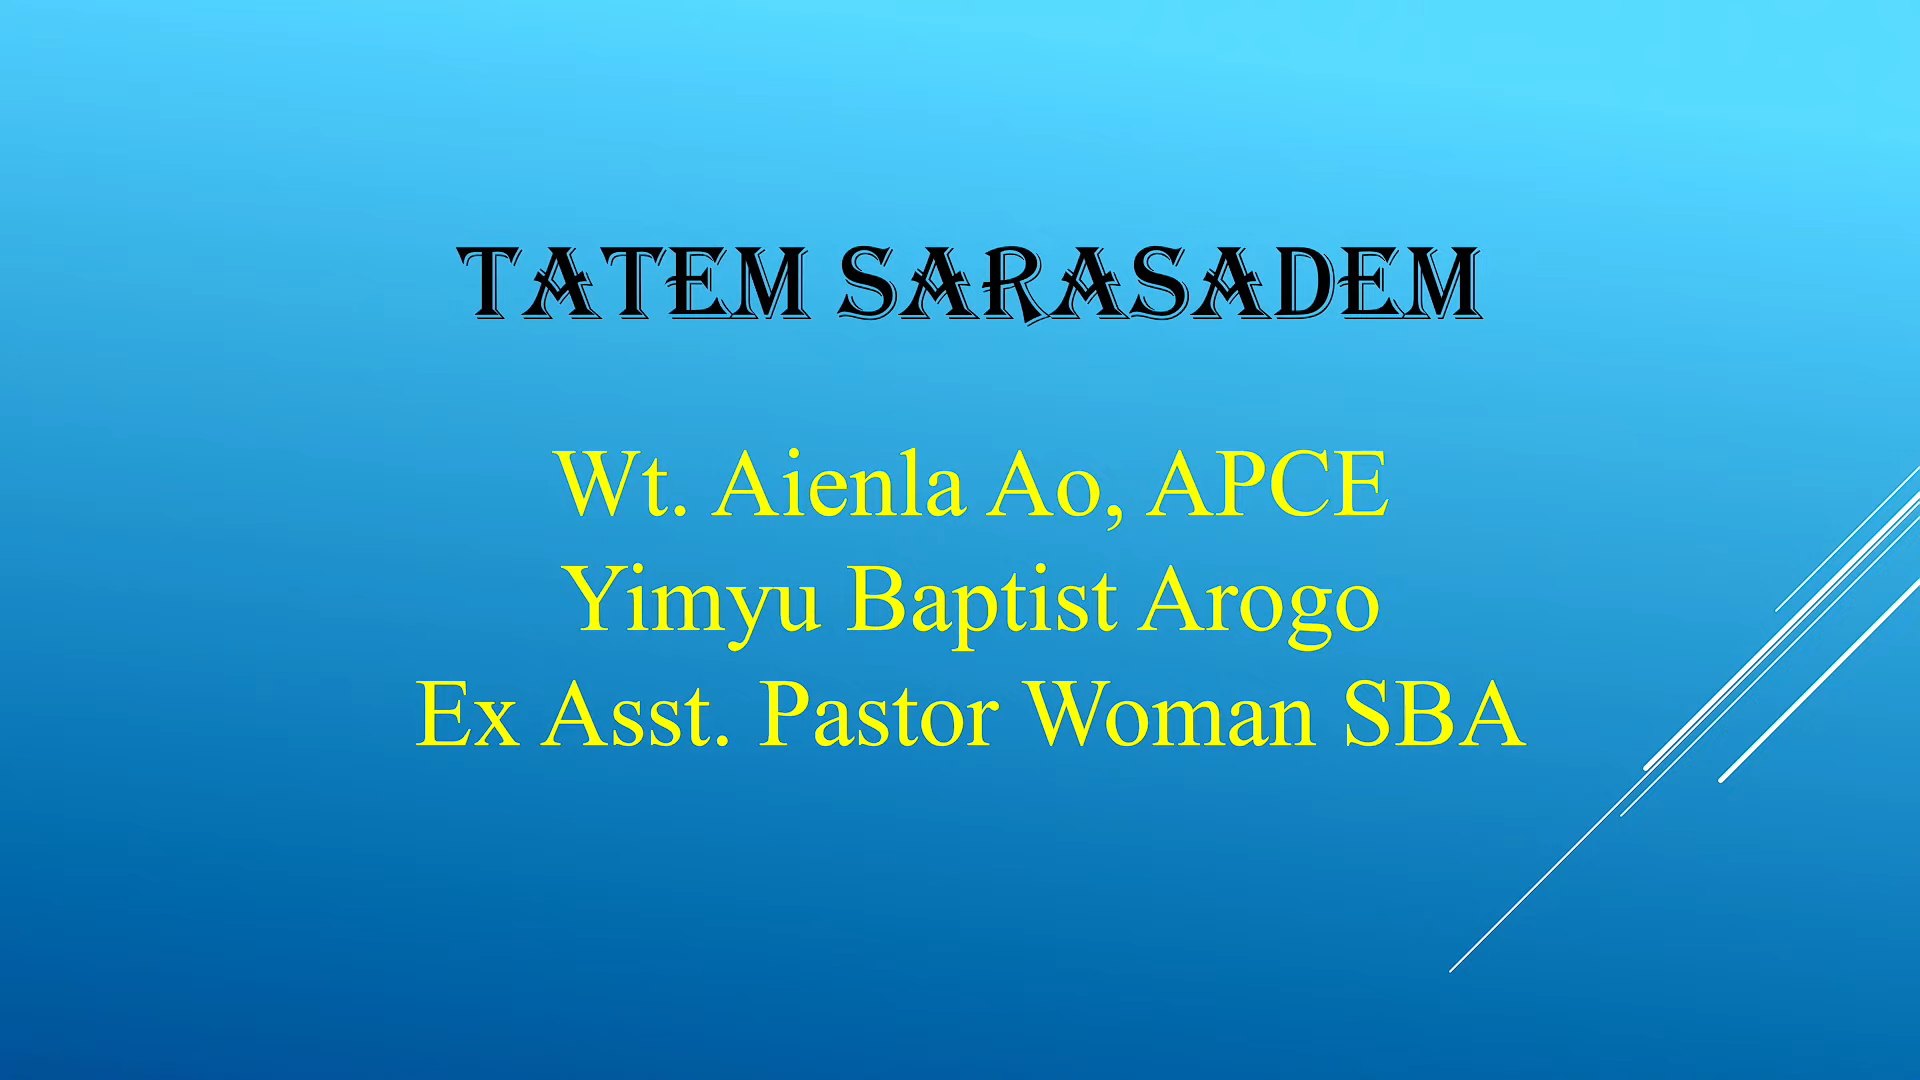 TATEM SARASADEM
Wt. Aienla Ao, APCE
Yimyu Baptist Arogo
Ex Asst. Pastor Woman SBA